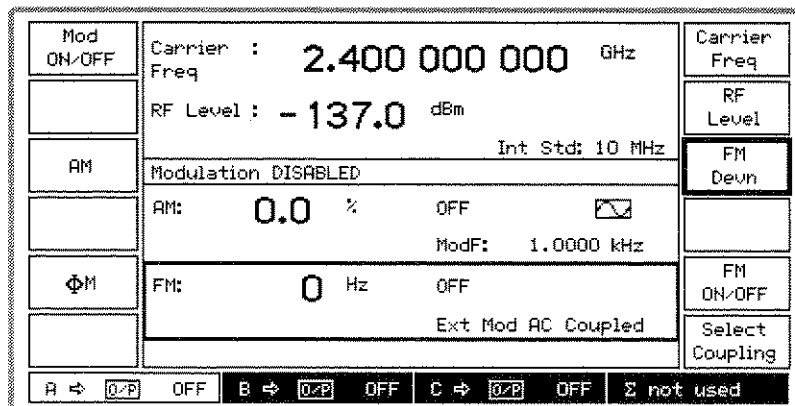 Mod
ON/OFF
AM
ΦM
Carrier Freq : 2.400 000 000 GHz
RF Level : - 137.0 dBm
Int Std: 10 MHz
Modulation DISABLED
AM: 0.0 % OFF
ModF: 1.0000 kHz
FM: 0 Hz OFF
Ext Mod AC Coupled
Carrier
Freq
RF
Level
FM
Devn
FM
ON/OFF
Select
Coupling
A ⇨ O/P OFF B ⇨ O/P OFF C ⇨ O/P OFF Σ not used